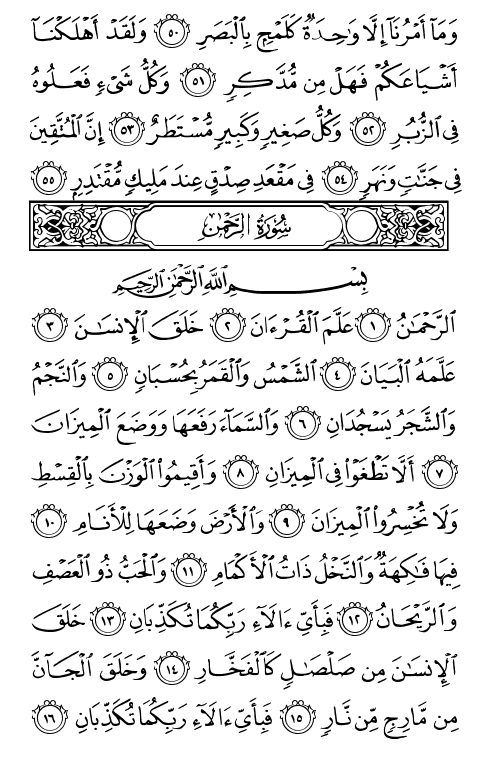 وَمَآ أَمْرُنَآ إِلَّا وَٰحِدَةٌ كَلَمْحٍۭ بِٱلْبَصَرِ ٥٠ وَلَقَدْ أَهْلَكْنَآ
أَشْيَاعَكُمْ فَهَلْ مِن مُّدَّكِرٍ ٥١ وَكُلُّ شَىْءٍ فَعَلُوهُ
فِى ٱلزُّبُرِ ٥٢ وَكُلُّ صَغِيرٍ وَكَبِيرٍ مُّسْتَطَرٌ ٥٣ إِنَّ ٱلْمُتَّقِينَ
فِى جَنَّٰتٍ وَنَهَرٍ ٥٤ فِى مَقْعَدِ صِدْقٍ عِندَ مَلِيكٍ مُّقْتَدِرٍۭ ٥٥
سُورَةُ الرَّحْمٰن
بِسْمِ ٱللَّهِ ٱلرَّحْمَٰنِ ٱلرَّحِيمِ
ٱلرَّحْمَٰنُ ١ عَلَّمَ ٱلْقُرْءَانَ ٢ خَلَقَ ٱلْإِنسَٰنَ ٣
عَلَّمَهُ ٱلْبَيَانَ ٤ ٱلشَّمْسُ وَٱلْقَمَرُ بِحُسْبَانٍ ٥ وَٱلنَّجْمُ
وَٱلشَّجَرُ يَسْجُدَانِ ٦ وَٱلسَّمَآءَ رَفَعَهَا وَوَضَعَ ٱلْمِيزَانَ
٧ أَلَّا تَطْغَوْا۟ فِى ٱلْمِيزَانِ ٨ وَأَقِيمُوا۟ ٱلْوَزْنَ بِٱلْقِسْطِ
وَلَا تُخْسِرُوا۟ ٱلْمِيزَانَ ٩ وَٱلْأَرْضَ وَضَعَهَا لِلْأَنَامِ ١٠
فِيهَا فَٰكِهَةٌ وَٱلنَّخْلُ ذَاتُ ٱلْأَكْمَامِ ١١ وَٱلْحَبُّ ذُو ٱلْعَصْفِ
وَٱلرَّيْحَانُ ١٢ فَبِأَىِّ ءَالَآءِ رَبِّكُمَا تُكَذِّبَانِ ١٣ خَلَقَ
ٱلْإِنسَٰنَ مِن صَلْصَٰلٍ كَٱلْفَخَّارِ ١٤ وَخَلَقَ ٱلْجَآنَّ
مِن مَّارِجٍ مِّن نَّارٍ ١٥ فَبِأَىِّ ءَالَآءِ رَبِّكُمَا تُكَذِّبَانِ ١٦